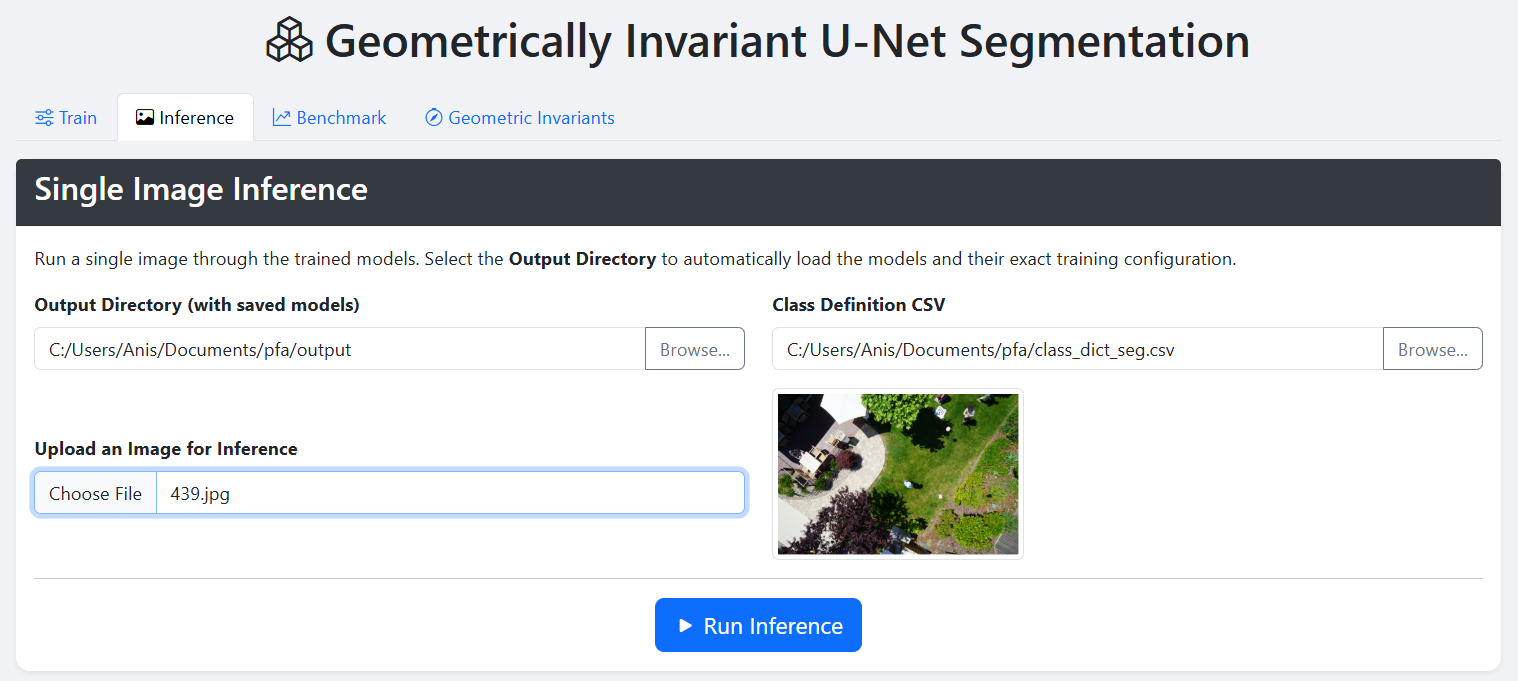 Geometrically Invariant U-Net Segmentation
Train Inference Benchmark Geometric Invariants
Single Image Inference
Run a single image through the trained models. Select the Output Directory to automatically load the models and their exact training configuration.
Output Directory (with saved models)
C:/Users/Anis/Documents/pfa/output Browse...
Class Definition CSV
C:/Users/Anis/Documents/pfa/class_dict_seg.csv Browse...
Upload an Image for Inference
Choose File 439.jpg
Run Inference